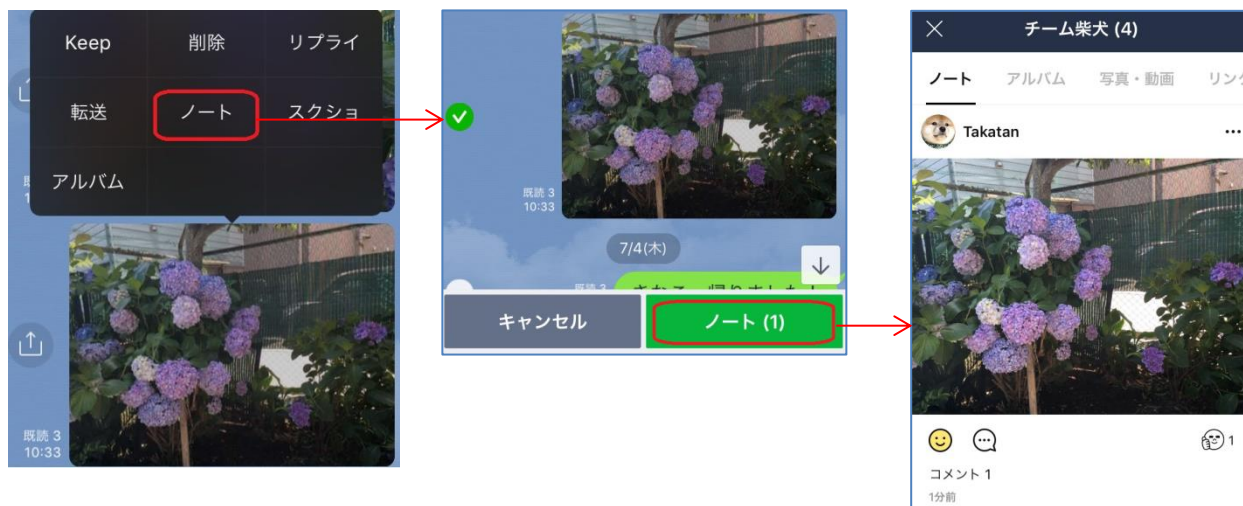 Keep 削除 リプライ
転送 ノート スクショ
アルバム
既読 3
10:33
既読 3
10:33
7/4(木)
既読 3
キャンセル ノート (1)
チーム柴犬 (4)
ノート アルバム 写真・動画 リンク
Takatan
1
コメント 1
1分前